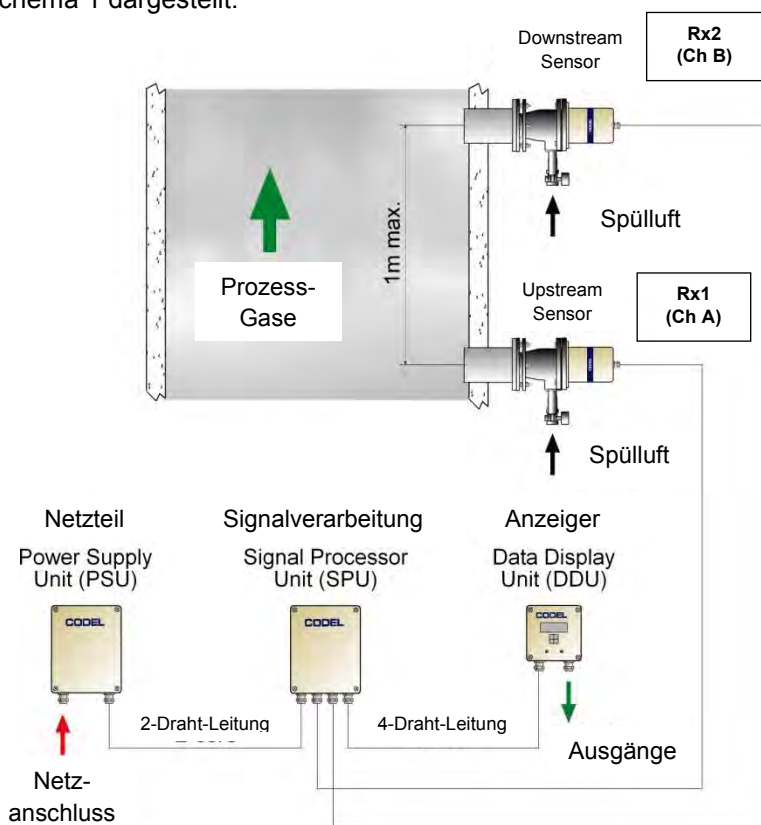 chema 1 dargestellt.
Downstream
Sensor
Rx2
(Ch B)
Spülluft
1m max.
Prozess-
Gase
Upstream
Sensor
Rx1
(Ch A)
Spülluft
Netzteil
Signalverarbeitung
Anzeiger
Power Supply
Unit (PSU)
Signal Processor
Unit (SPU)
Data Display
Unit (DDU)
CODEL
CODEL
CODEL
2-Draht-Leitung
4-Draht-Leitung
Ausgänge
Netz-
anschluss